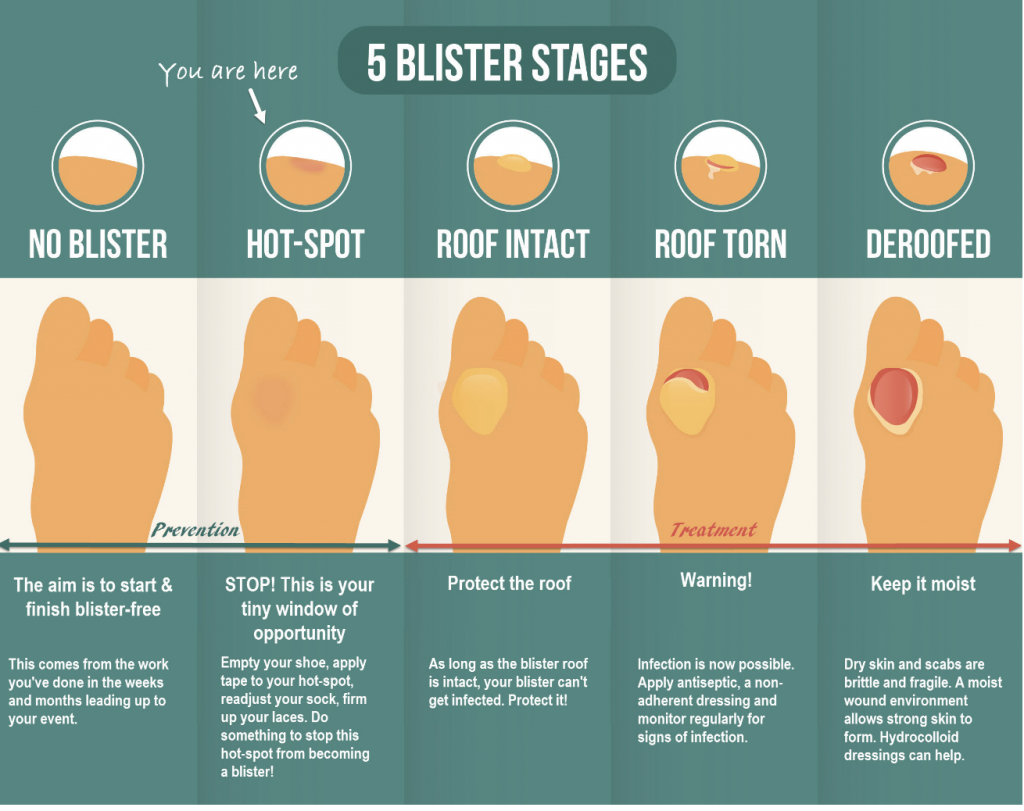 5 BLISTER STAGES
You are here
NO BLISTER
HOT-SPOT
ROOF INTACT
ROOF TORN
DEROOFED
Prevention
Treatment
The aim is to start &
finish blister-free
This comes from the work
you've done in the weeks
and months leading up to
your event.
STOP! This is your
tiny window of
opportunity
Empty your shoe, apply
tape to your hot-spot,
readjust your sock, firm
up your laces. Do
something to stop this
hot-spot from becoming
a blister!
Protect the roof
As long as the blister roof
is intact, your blister can't
get infected. Protect it!
Warning!
Infection is now possible.
Apply antiseptic, a non-
adherent dressing and
monitor regularly for
signs of infection.
Keep it moist
Dry skin and scabs are
brittle and fragile. A moist
wound environment
allows strong skin to
form. Hydrocolloid
dressings can help.